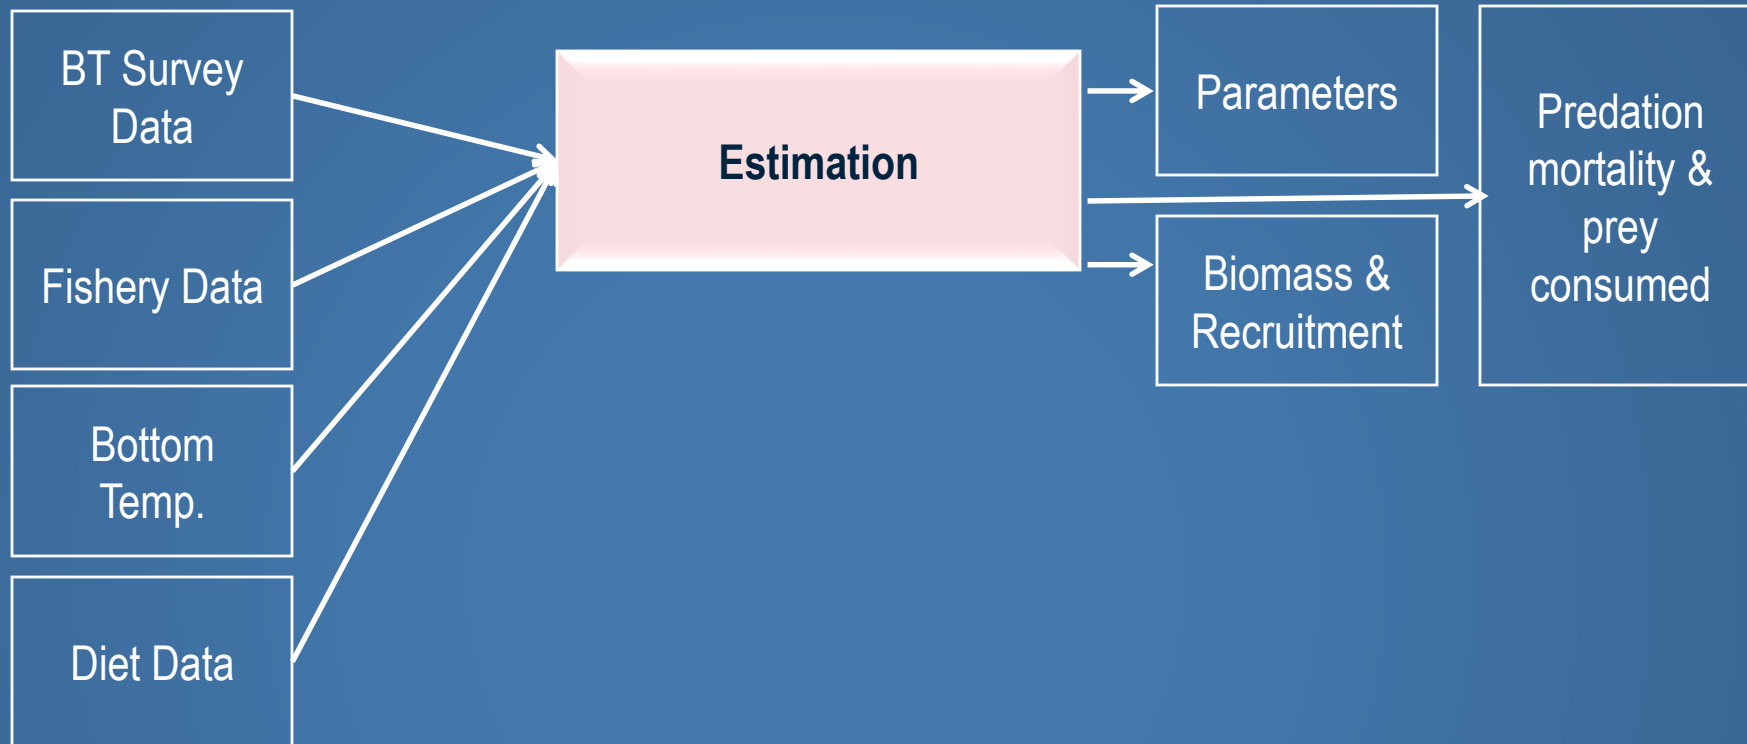 BT Survey
Data
Fishery Data
Bottom
Temp.
Diet Data
Estimation
Parameters
Biomass &
Recruitment
Predation
mortality &
prey
consumed